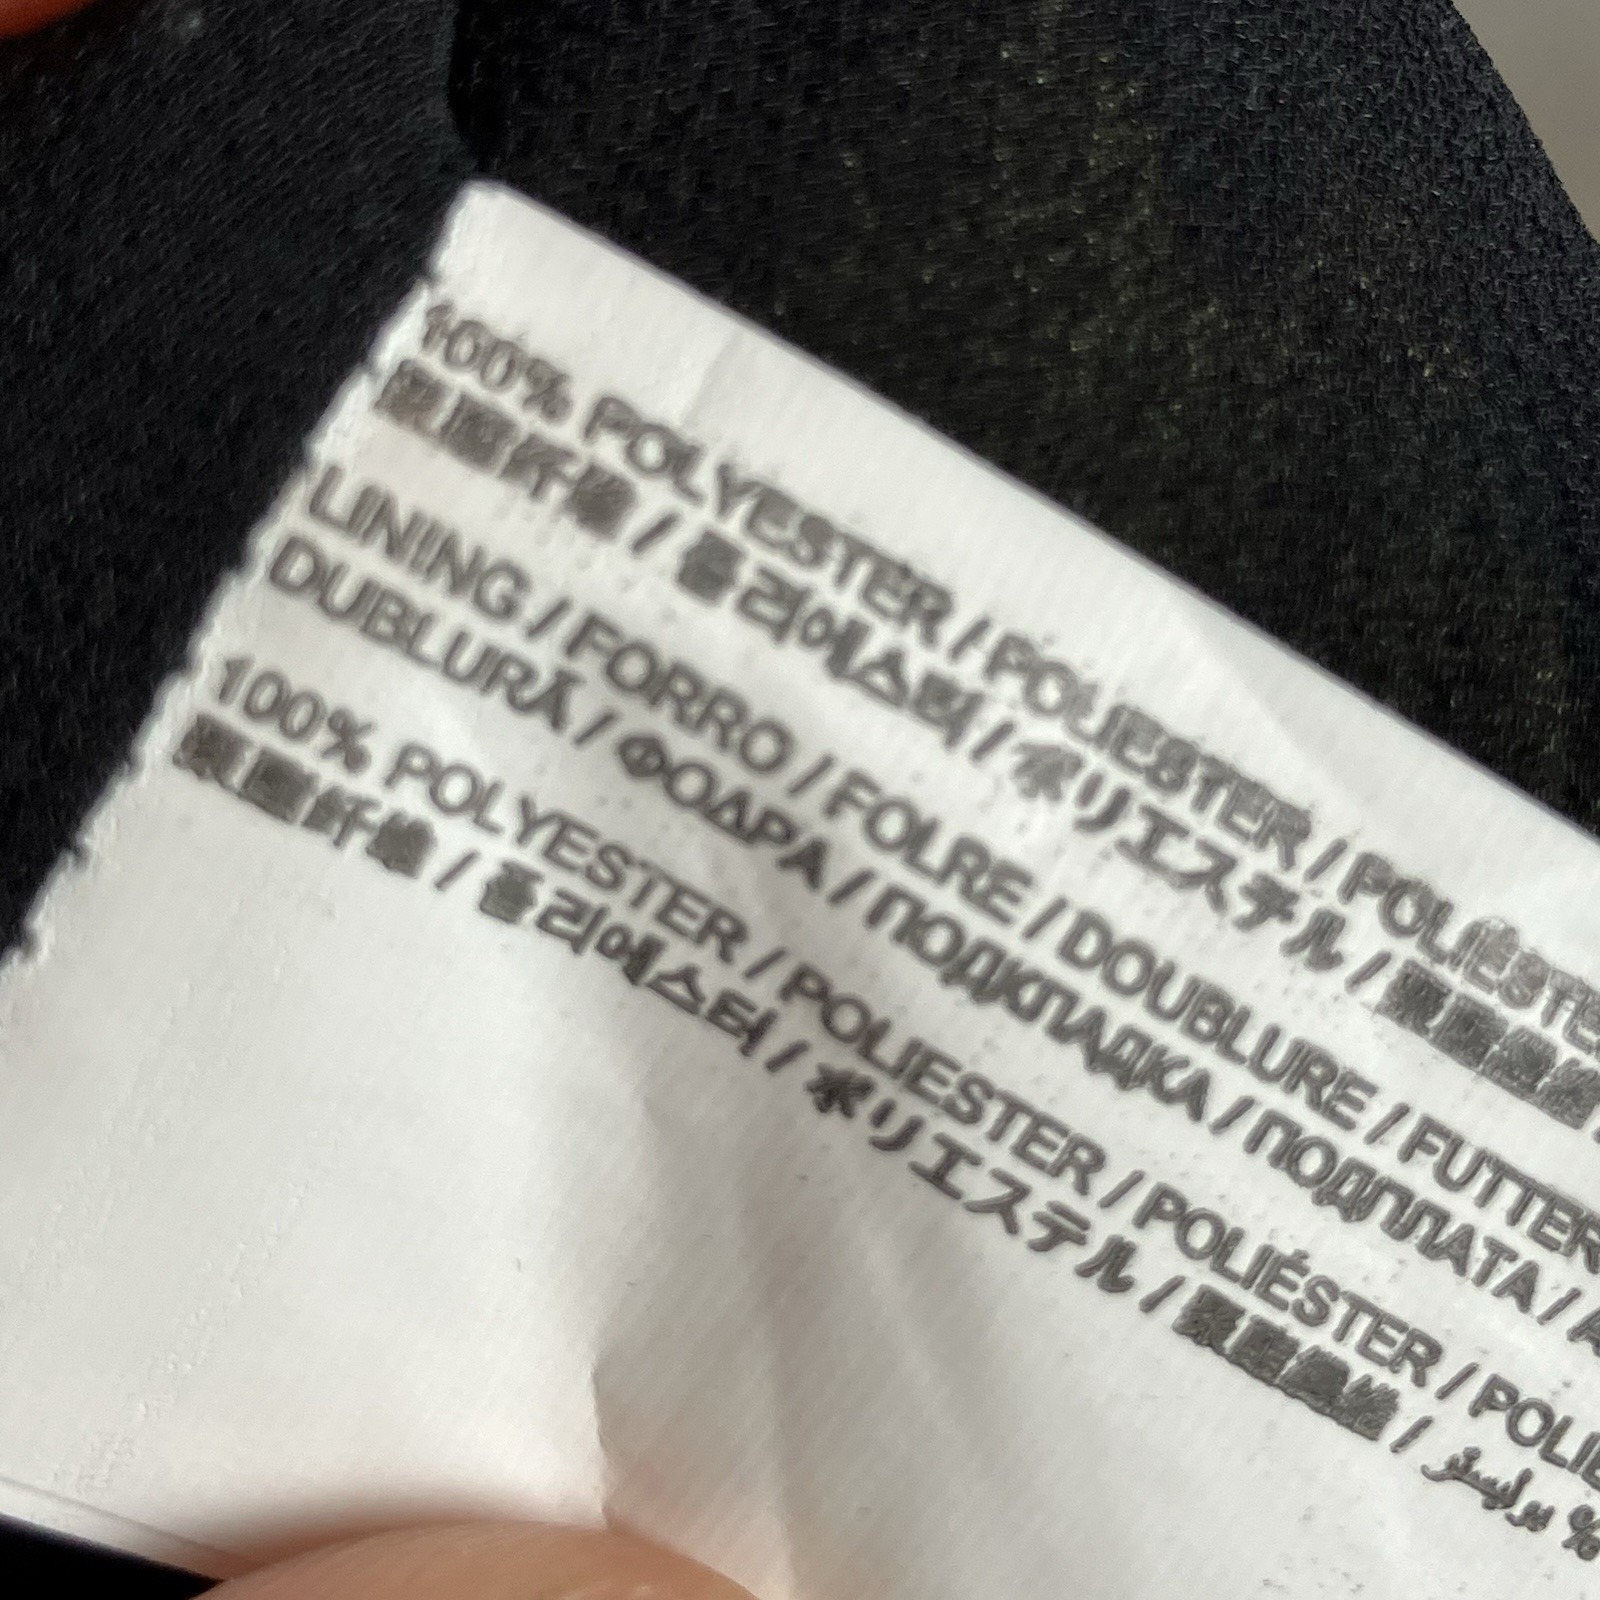 100% POLYESTER / POLIESTER / POLIÉSTER
聚酯纤维 / 폴리에스터 / ポリエステル / 聚酯纖維
LINING / FORRO / FOLRE / DOUBLURE / FUTTER
DUBLURĂ / ΦΟΔΡΑ / ПОДКЛАДКА / ПОДПЛАТА / A
100% POLYESTER / POLIESTER / POLIÉSTER / POLIE
聚酯纤维 / 폴리에스터 / ポリエステル / 聚酯纖維 / بوليستر %